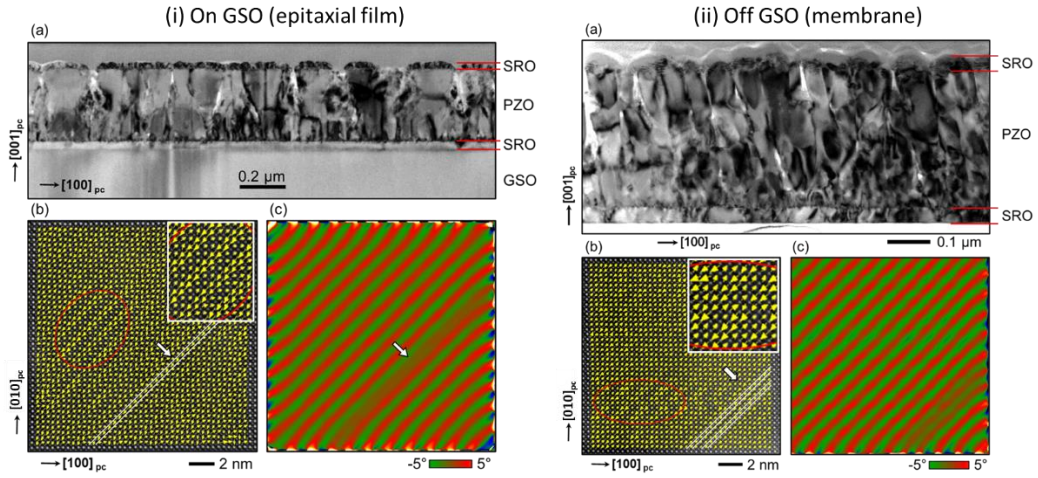 (i) On GSO (epitaxial film)
(a)
SRO
PZO
SRO
GSO
[001]pc
[100] pc
0.2 µm
(b)
(c)
[010]pc
[100]pc
2 nm
-5° 5°
(ii) Off GSO (membrane)
(a)
SRO
PZO
SRO
[001]pc
[100]pc
0.1 µm
(b)
(c)
[010]pc
[100]pc
2 nm
-5° 5°